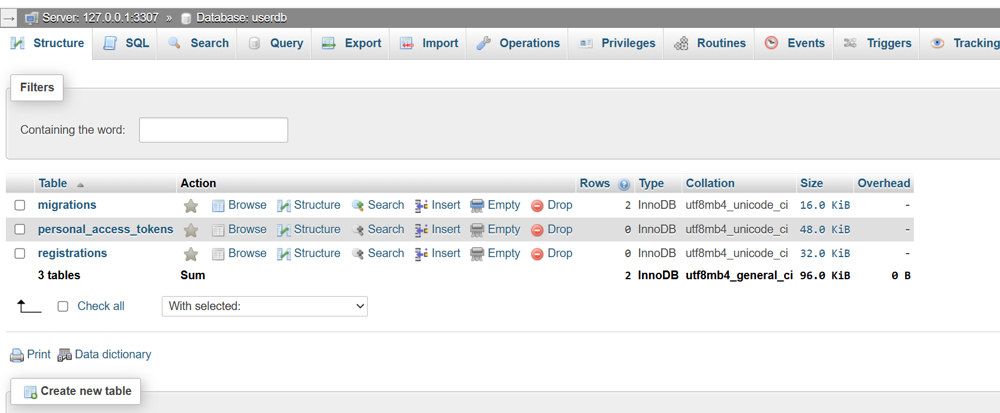 → Server: 127.0.0.1:3307 » Database: userdb
Structure SQL Search Query Export Import Operations Privileges Routines Events Triggers Tracking
Filters
Containing the word:
Table Action Rows Type Collation Size Overhead
migrations Browse Structure Search Insert Empty Drop 2 InnoDB utf8mb4_unicode_ci 16.0 KiB -
personal_access_tokens Browse Structure Search Insert Empty Drop 0 InnoDB utf8mb4_unicode_ci 48.0 KiB -
registrations Browse Structure Search Insert Empty Drop 0 InnoDB utf8mb4_unicode_ci 32.0 KiB -
3 tables Sum 2 InnoDB utf8mb4_general_ci 96.0 KiB 0 B
Check all With selected:
Print Data dictionary
Create new table